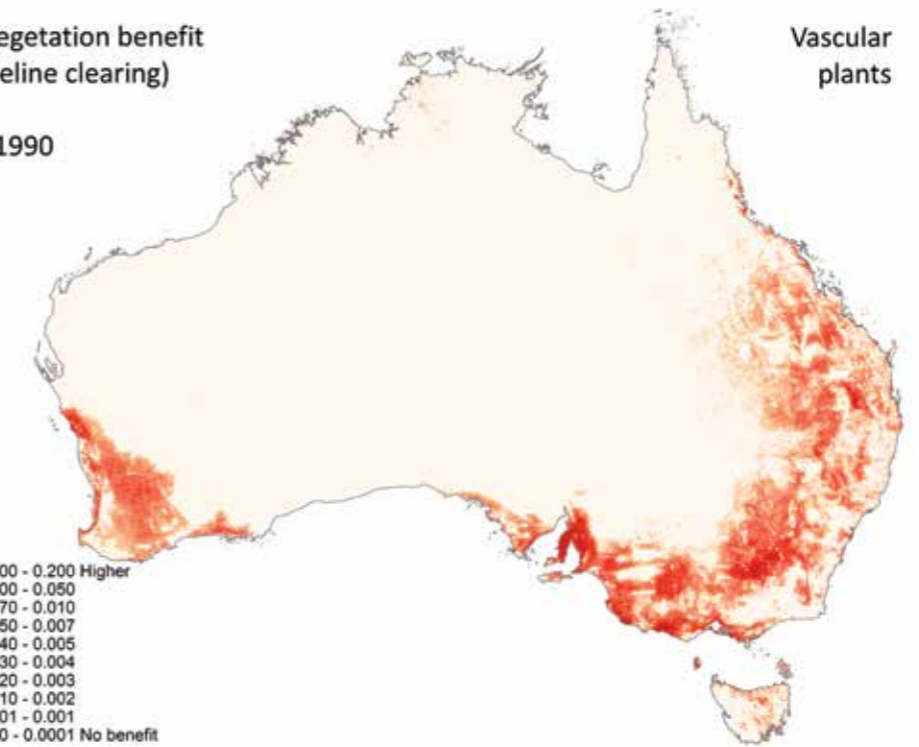 egetation benefit
eline clearing)
1990
Vascular
plants
00 - 0.200 Higher
00 - 0.050
70 - 0.010
50 - 0.007
40 - 0.005
30 - 0.004
20 - 0.003
10 - 0.002
01 - 0.001
0 - 0.0001 No benefit